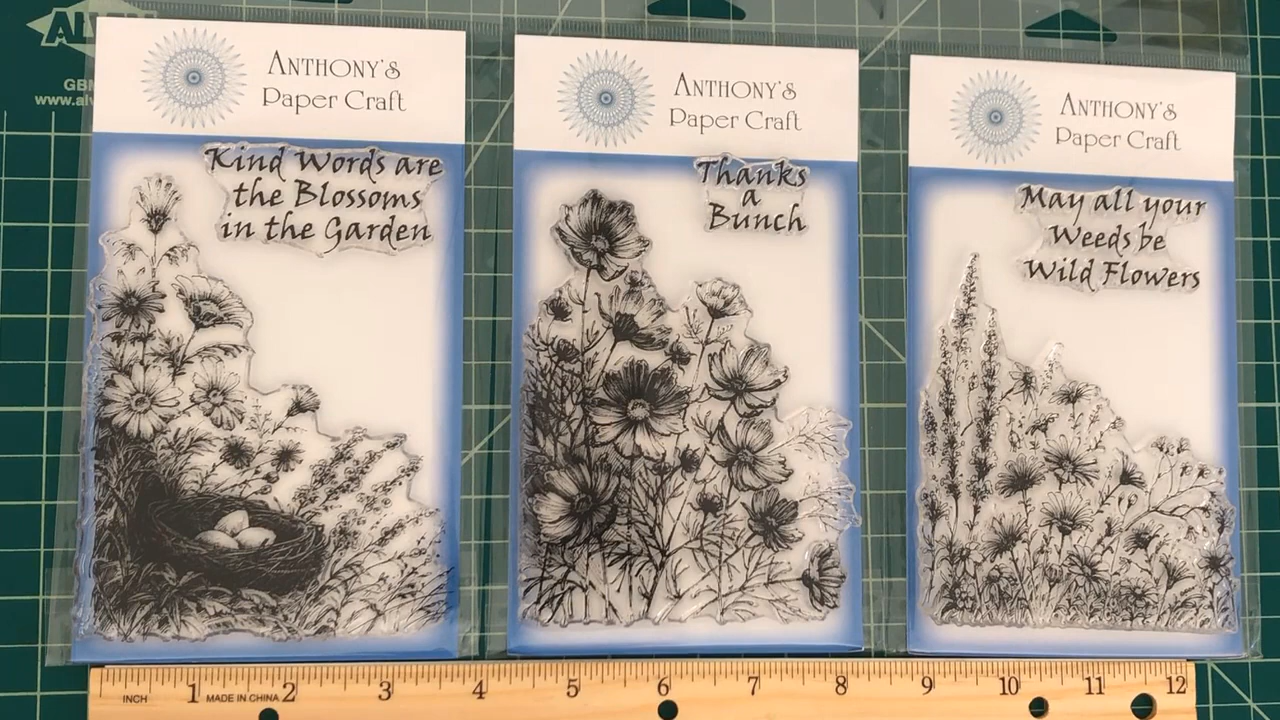 ANTHONY'S
Paper Craft
Kind Words are
the Blossoms
in the Garden
ANTHONY'S
Paper Craft
Thanks
a
Bunch
ANTHONY'S
Paper Craft
May all your
Weeds be
Wild Flowers
GBM
www.al
INCH 1 MADE IN CHINA 2 3 4 5 6 7 8 9 10 11 12